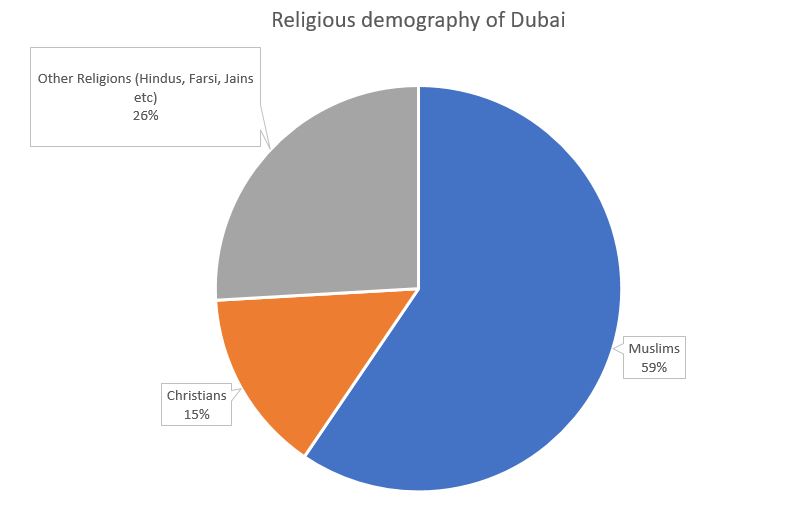 Religious demography of Dubai
Other Religions (Hindus, Farsi, Jains
etc)
26%
Muslims
59%
Christians
15%